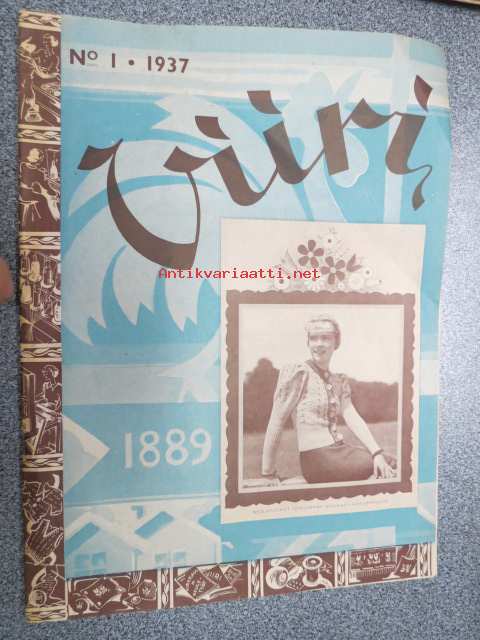 Nº 1 • 1937
Viiri
Antikvariaatti.net
1889